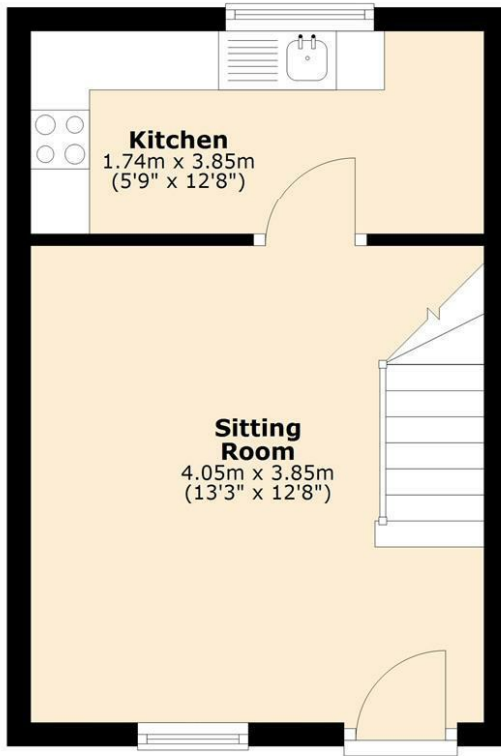 Kitchen
1.74m x 3.85m
(5'9" x 12'8")
Sitting
Room
4.05m x 3.85m
(13'3" x 12'8")